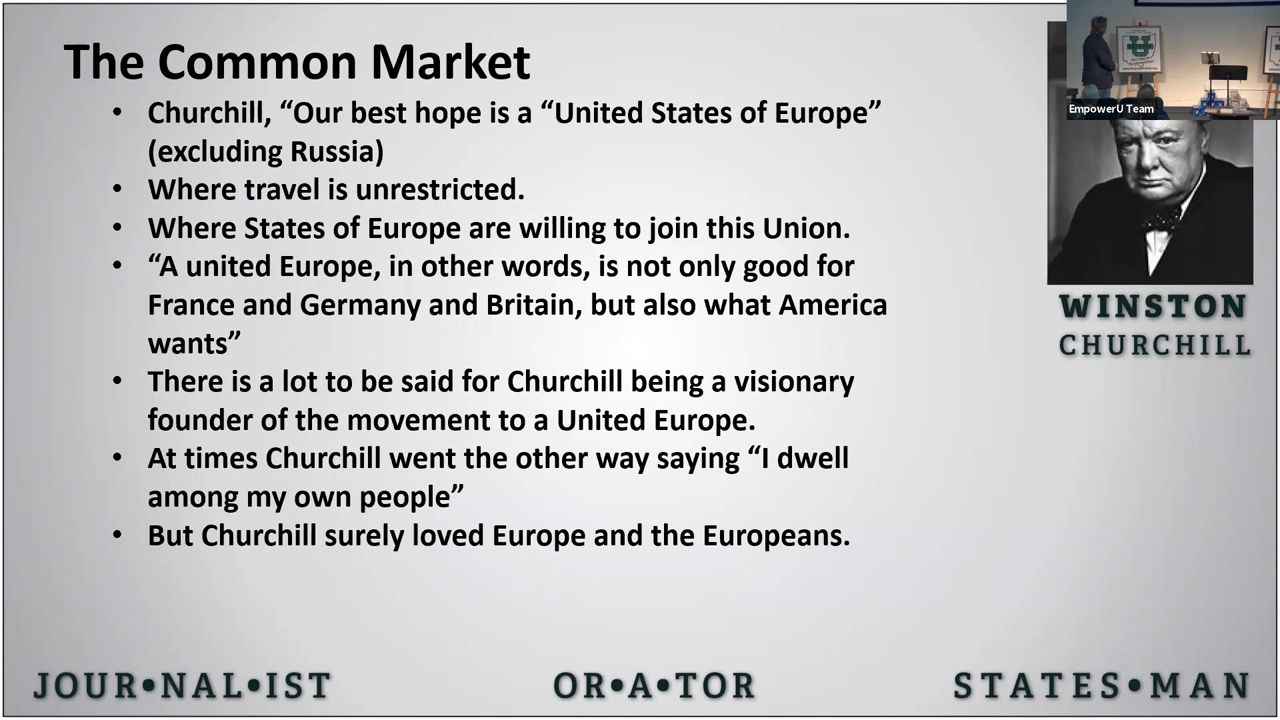 The Common Market
• Churchill, “Our best hope is a “United States of Europe”
(excluding Russia)
• Where travel is unrestricted.
• Where States of Europe are willing to join this Union.
• “A united Europe, in other words, is not only good for
France and Germany and Britain, but also what America
wants”
• There is a lot to be said for Churchill being a visionary
founder of the movement to a United Europe.
• At times Churchill went the other way saying “I dwell
among my own people”
• But Churchill surely loved Europe and the Europeans.
U
EmpowerU Team
WINSTON
CHURCHILL
JOUR•NAL•IST
OR•A•TOR
STATES•MAN